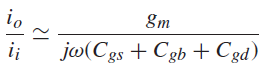 i_o / i_i ≃ g_m / jω(C_gs + C_gb + C_gd)